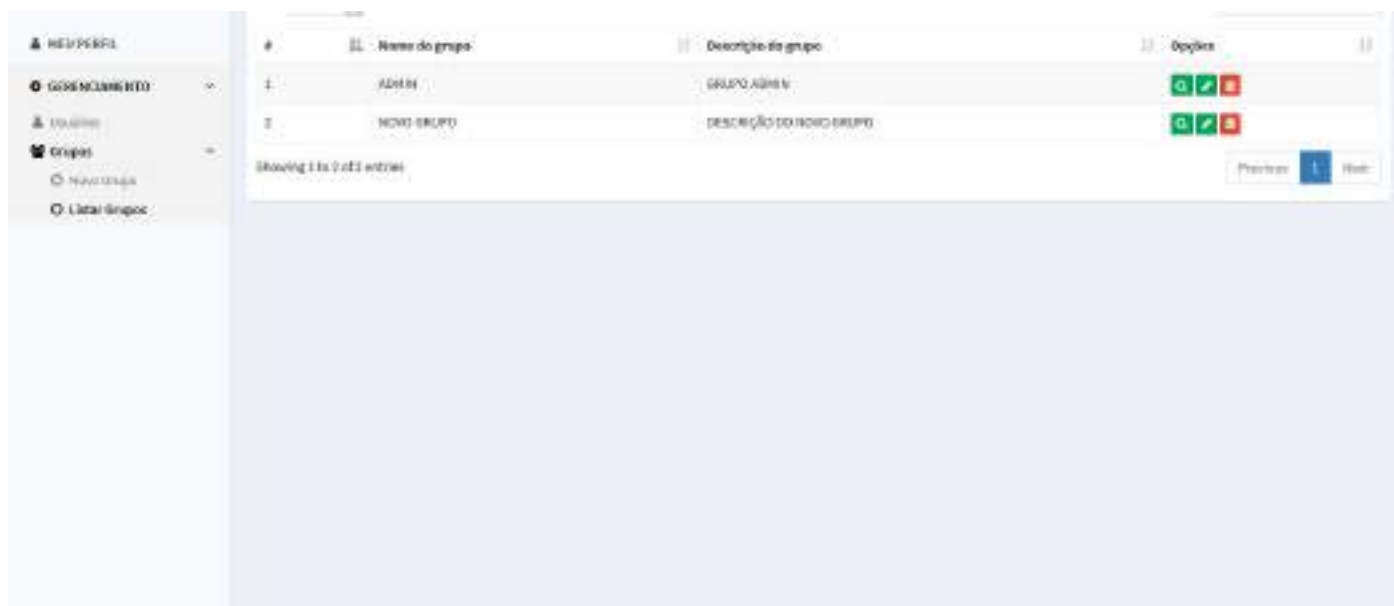 MEU PERFIL
# Nome do grupo Descrição do grupo Opções
GERENCIAMENTO
1 ADMIN GRUPO ADMIN
Usuários
2 NOVO GRUPO DESCRIÇÃO DO NOVO GRUPO
Grupos
Showing 1 to 2 of 2 entries Previous 1 Next
Novo Grupo
Listar Grupos